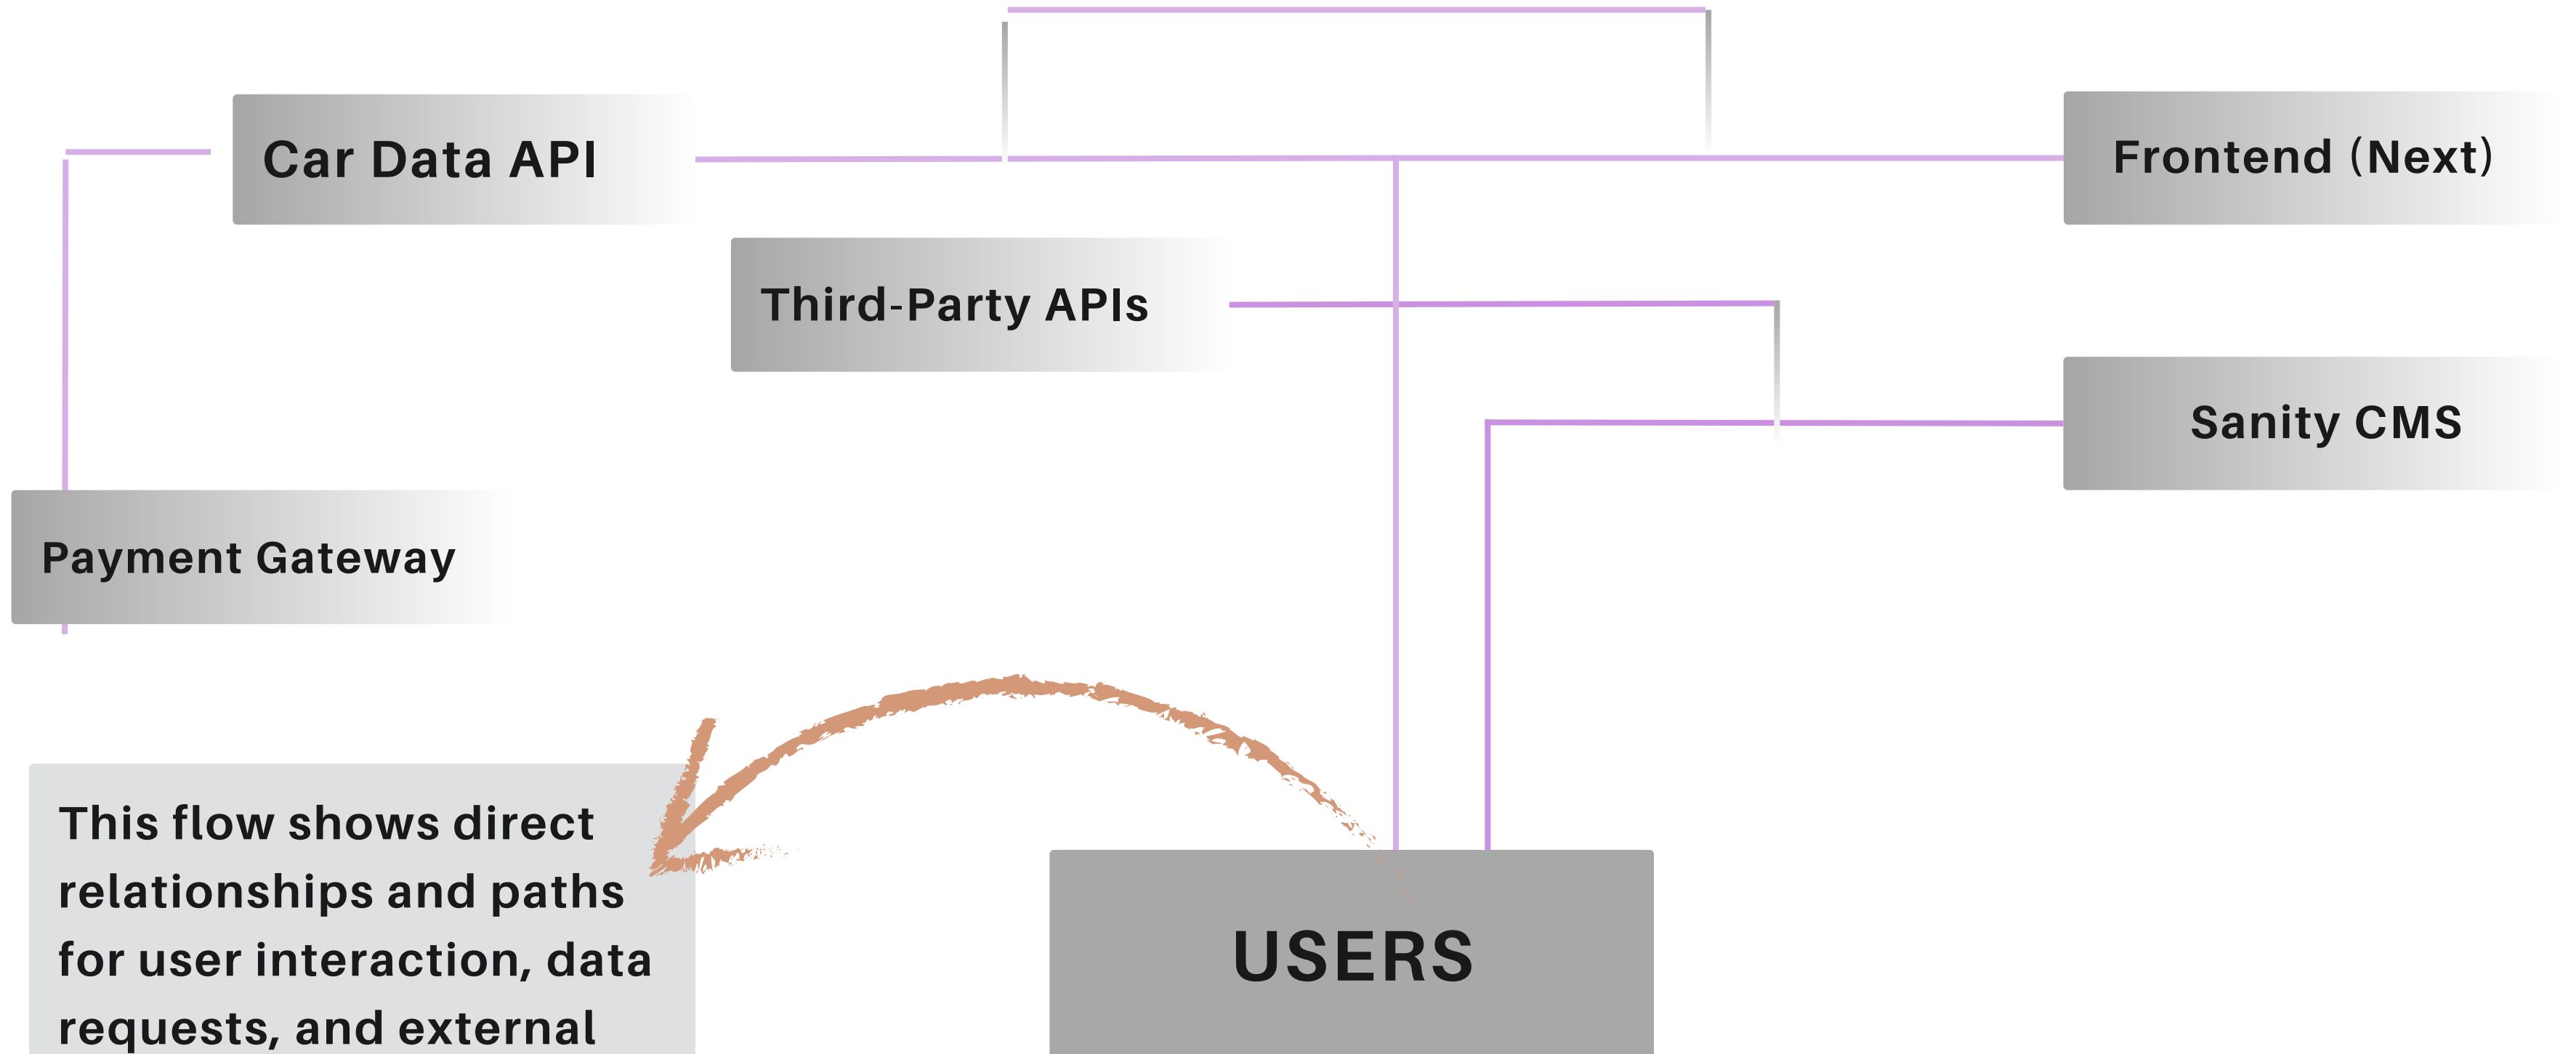 Car Data API
Frontend (Next)
Third-Party APIs
Sanity CMS
Payment Gateway
This flow shows direct
relationships and paths
for user interaction, data
requests, and external
USERS